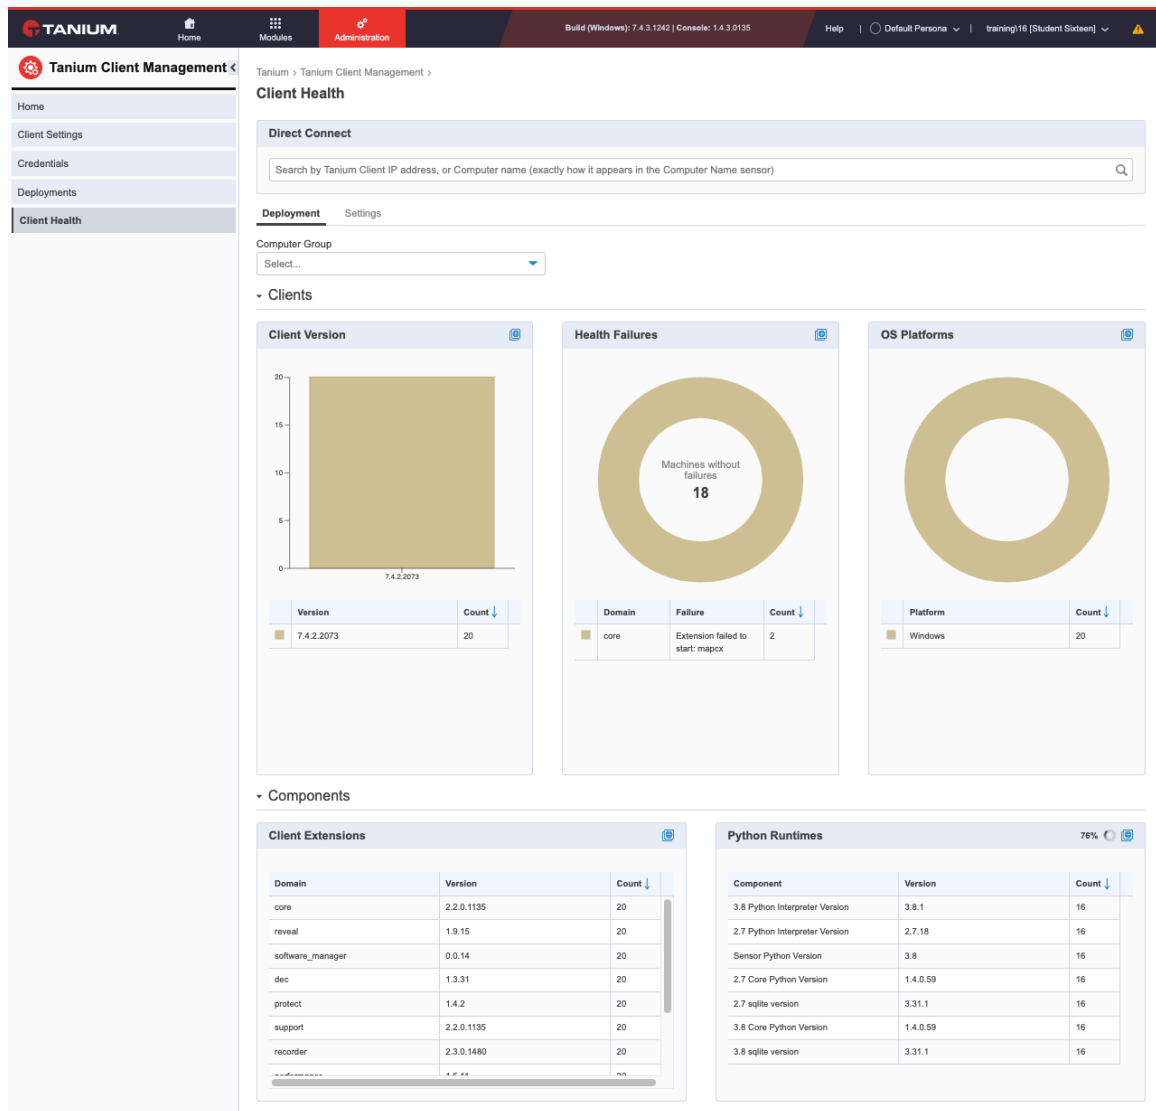 TANIUM
Home
Modules
Administration
Build (Windows): 7.4.3.1242 | Console: 1.4.3.0135
Help | Default Persona | training\16 [Student Sixteen]
Tanium Client Management
Home
Client Settings
Credentials
Deployments
Client Health
Tanium > Tanium Client Management >
Client Health
Direct Connect
Search by Tanium Client IP address, or Computer name (exactly how it appears in the Computer Name sensor)
Deployment Settings
Computer Group
Select...
Clients
Client Version
20
15
10
5
0
7.4.2.2073
Version Count
7.4.2.2073 20
Health Failures
Machines without
failures
18
Domain Failure Count
core Extension failed to 2
start: mapcx
OS Platforms
Platform Count
Windows 20
Components
Client Extensions
Domain Version Count
core 2.2.0.1135 20
reveal 1.9.15 20
software_manager 0.0.14 20
dec 1.3.31 20
protect 1.4.2 20
support 2.2.0.1135 20
recorder 2.3.0.1480 20
Python Runtimes 76%
Component Version Count
3.8 Python Interpreter Version 3.8.1 16
2.7 Python Interpreter Version 2.7.18 16
Sensor Python Version 3.8 16
2.7 Core Python Version 1.4.0.59 16
2.7 sqlite version 3.31.1 16
3.8 Core Python Version 1.4.0.59 16
3.8 sqlite version 3.31.1 16